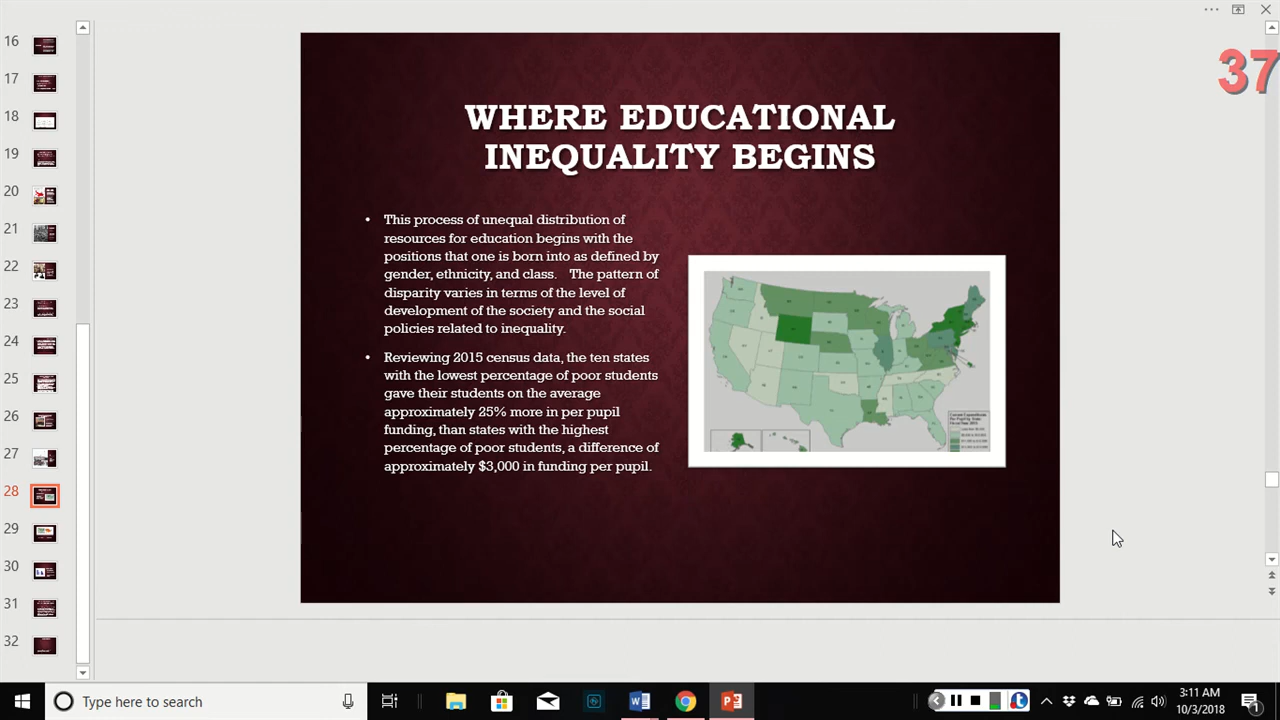 37
16
17
18
19
20
21
22
23
24
25
26
27
28
29
30
31
32
WHERE EDUCATIONAL
INEQUALITY BEGINS
• This process of unequal distribution of
resources for education begins with the
positions that one is born into as defined by
gender, ethnicity, and class. The pattern of
disparity varies in terms of the level of
development of the society and the social
policies related to inequality.
• Reviewing 2015 census data, the ten states
with the lowest percentage of poor students
gave their students on the average
approximately 25% more in per pupil
funding than states with the highest
percentage of poor students, a difference of
approximately $3,000 in funding per pupil.
Type here to search
3:11 AM
10/3/2018